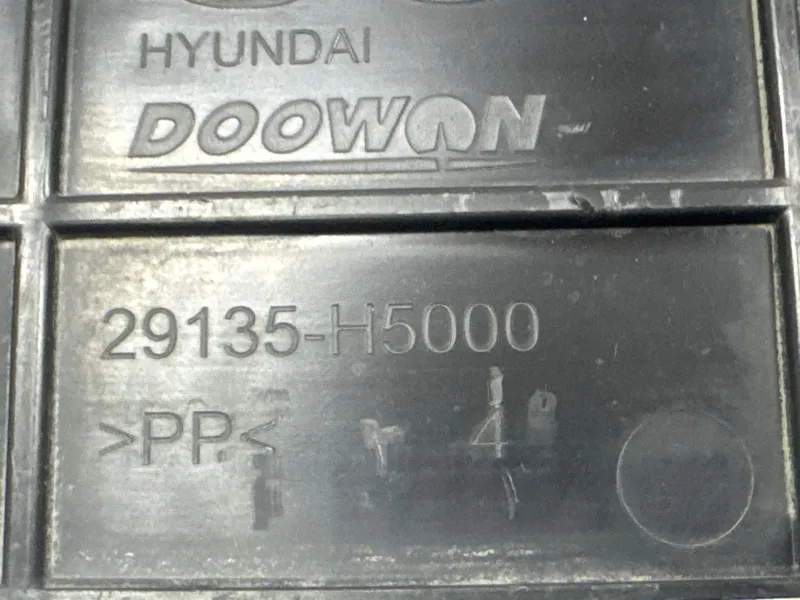 HYUNDAI
DOOWON
29135-H5000
>PP<